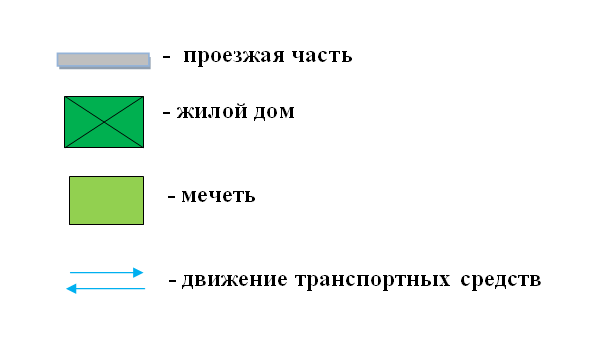 - проезжая часть
- жилой дом
- мечеть
- движение транспортных средств